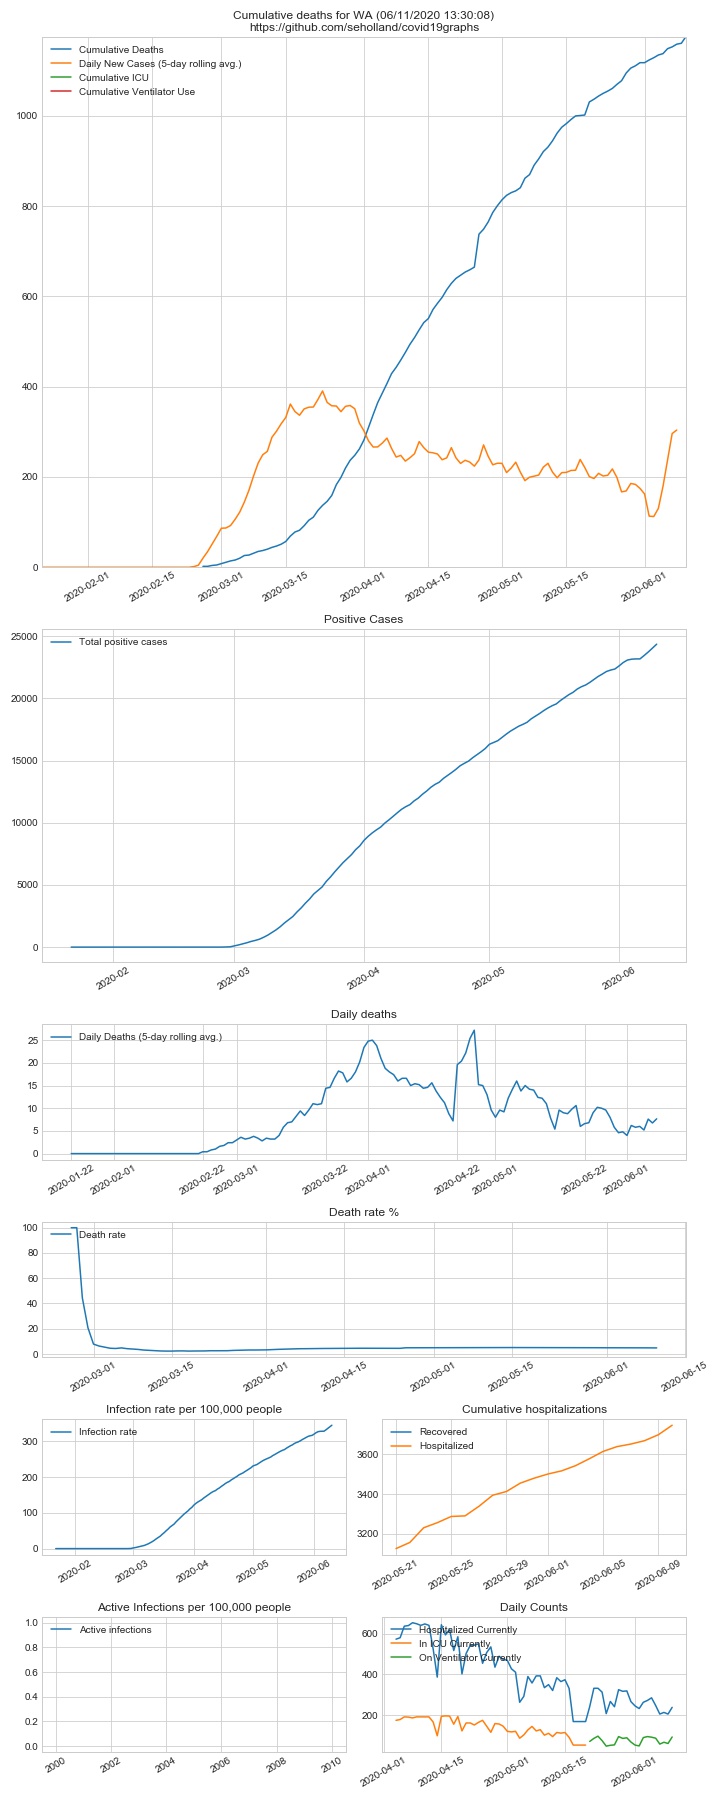 Cumulative deaths for WA (06/11/2020 13:30:08)
https://github.com/seholland/covid19graphs
Cumulative Deaths
Daily New Cases (5-day rolling avg.)
Cumulative ICU
Cumulative Ventilator Use
1000
800
600
400
200
0
2020-02-01 2020-02-15 2020-03-01 2020-03-15 2020-04-01 2020-04-15 2020-05-01 2020-05-15 2020-06-01
Positive Cases
Total positive cases
25000
20000
15000
10000
5000
0
2020-02 2020-03 2020-04 2020-05 2020-06
Daily deaths
Daily Deaths (5-day rolling avg.)
25
20
15
10
5
0
2020-01-22 2020-02-01 2020-02-22 2020-03-01 2020-03-22 2020-04-01 2020-04-22 2020-05-01 2020-05-22 2020-06-01
Death rate %
Death rate
100
80
60
40
20
0
2020-03-01 2020-03-15 2020-04-01 2020-04-15 2020-05-01 2020-05-15 2020-06-01 2020-06-15
Infection rate per 100,000 people
Infection rate
300
200
100
0
2020-02 2020-03 2020-04 2020-05 2020-06
Cumulative hospitalizations
Recovered
Hospitalized
3600
3400
3200
2020-05-21 2020-05-25 2020-05-29 2020-06-01 2020-06-05 2020-06-09
Active Infections per 100,000 people
Active infections
1.0
0.8
0.6
0.4
0.2
0.0
2000 2002 2004 2006 2008 2010
Daily Counts
Hospitalized Currently
In ICU Currently
On Ventilator Currently
600
400
200
2020-04-01 2020-04-15 2020-05-01 2020-05-15 2020-06-01